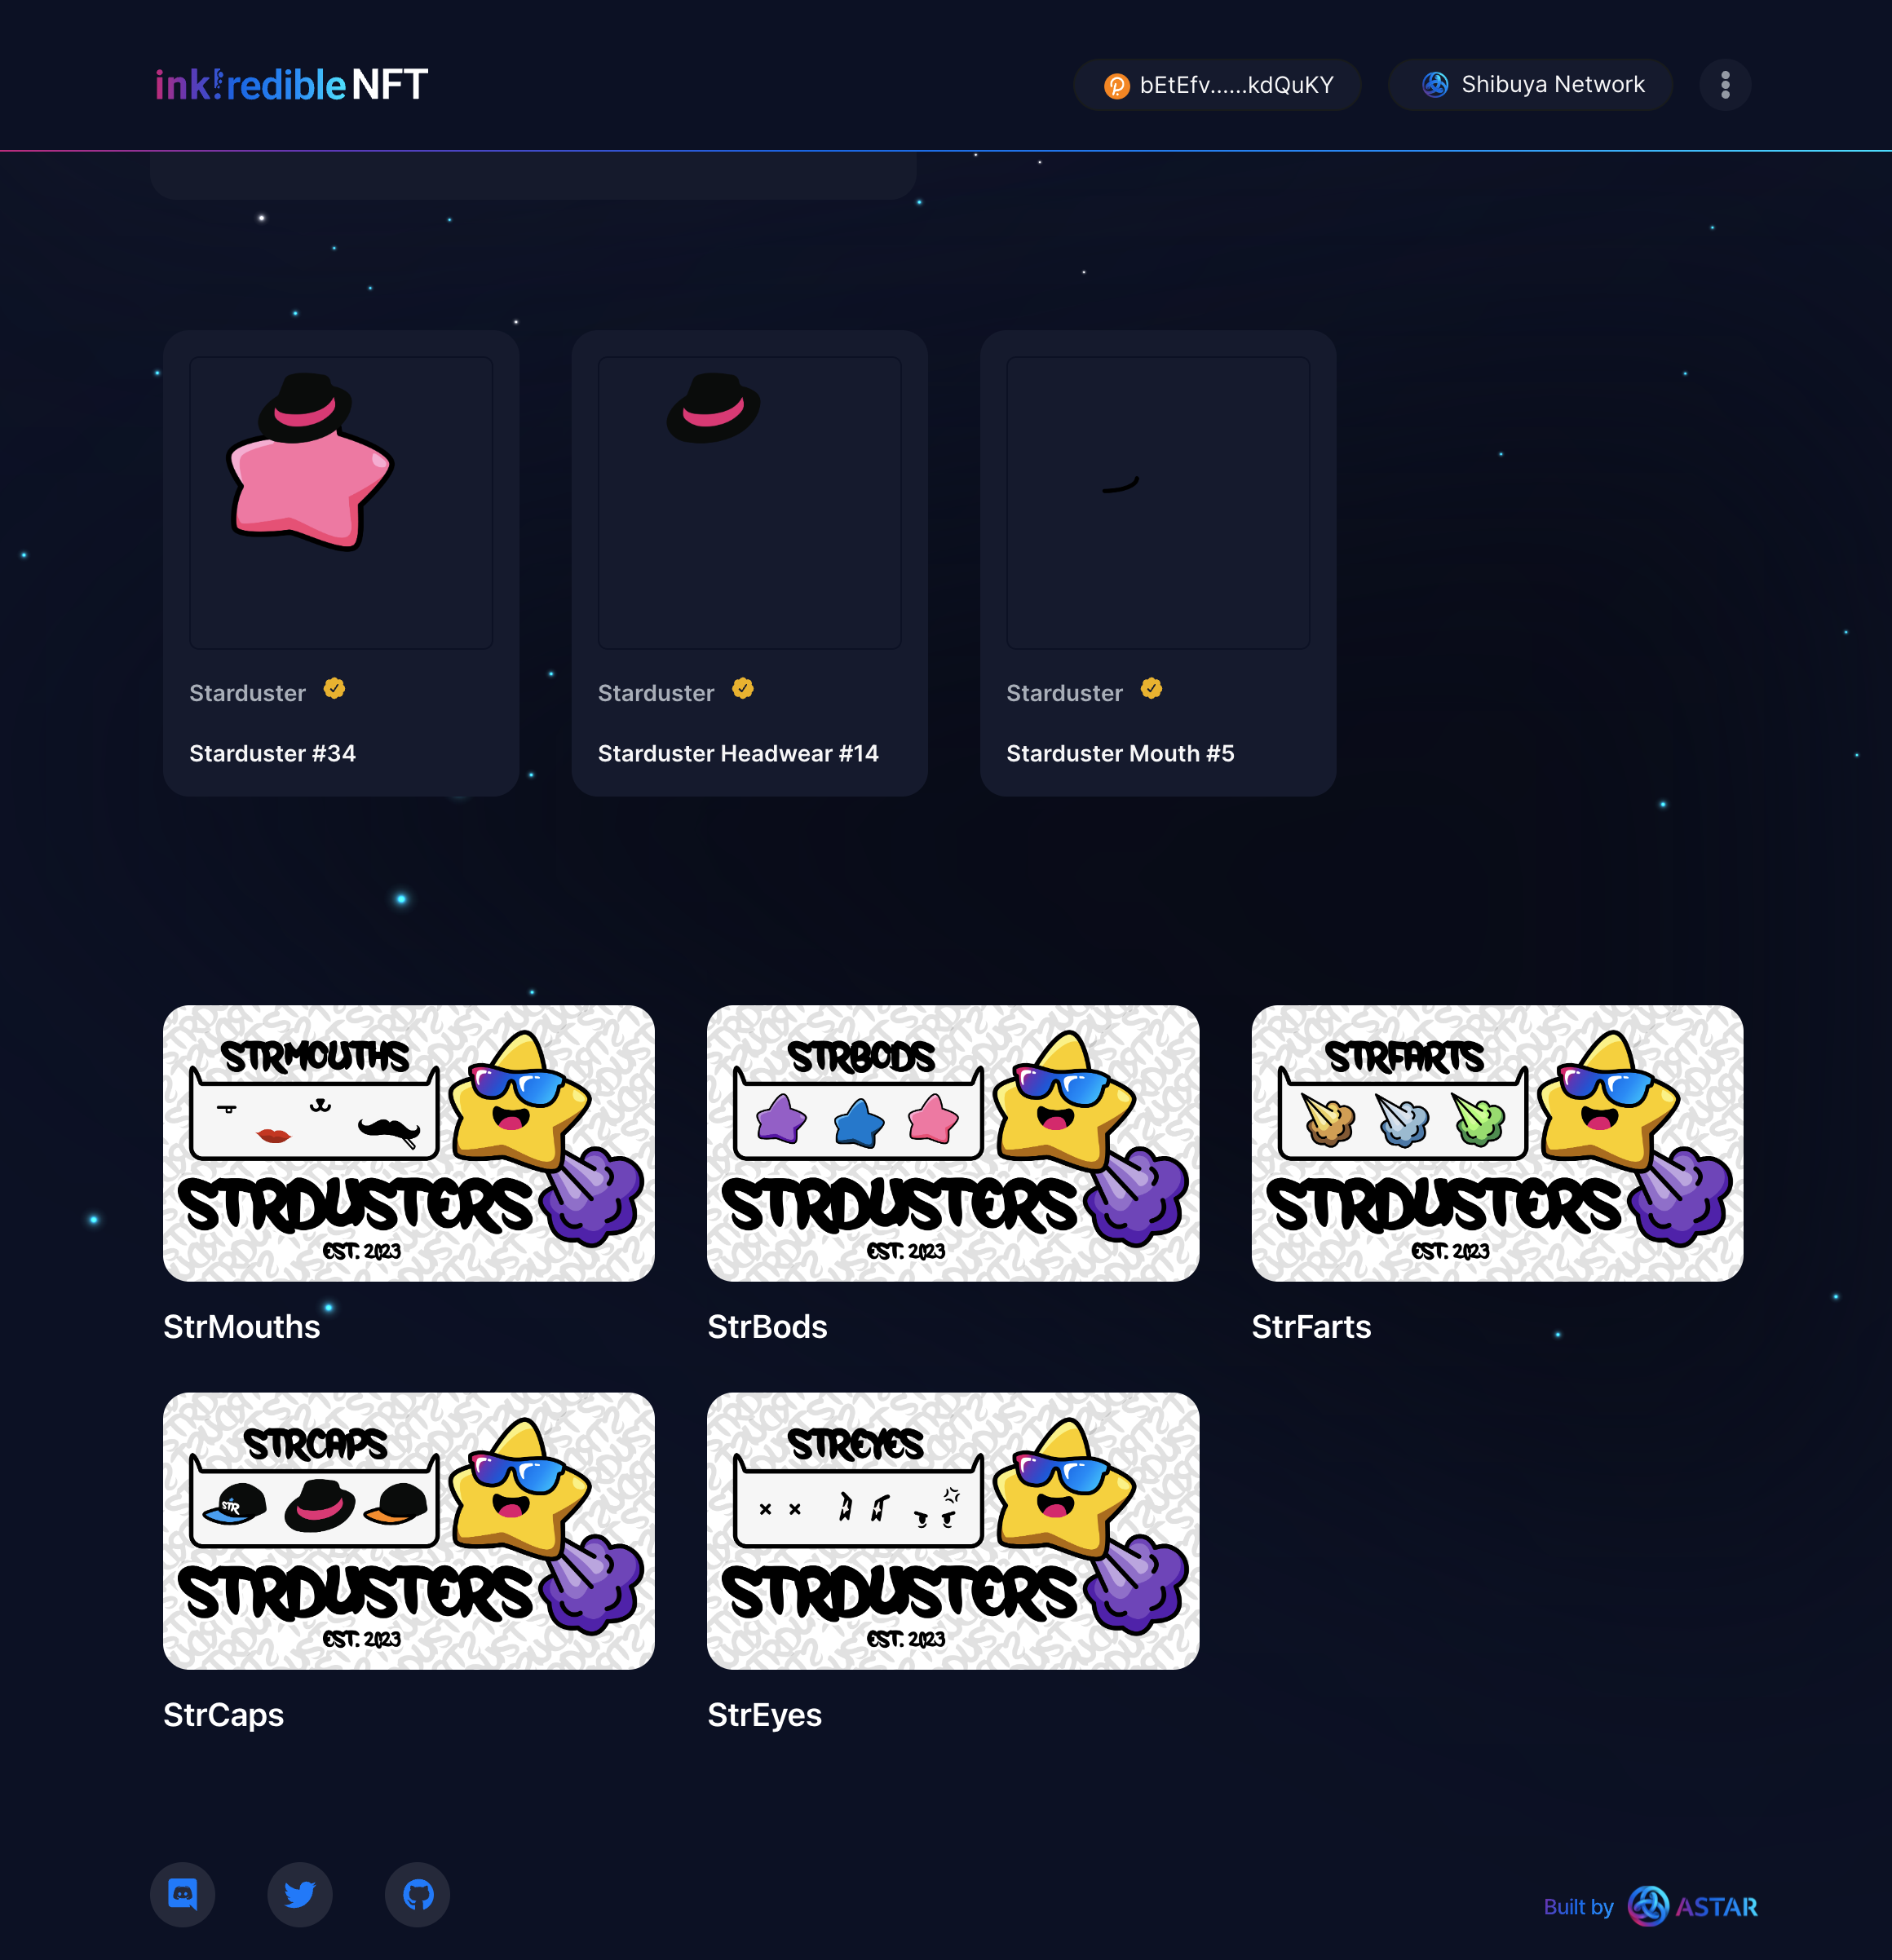 ink!redible NFT
bEtEfv......kdQuKY
Shibuya Network
Starduster
Starduster #34
Starduster
Starduster Headwear #14
Starduster
Starduster Mouth #5
STRMOUTHS
STRDUSTERS
EST. 2023
StrMouths
STRBODS
STRDUSTERS
EST. 2023
StrBods
STRFARTS
STRDUSTERS
EST. 2023
StrFarts
STRCAPS
STR
STRDUSTERS
EST. 2023
StrCaps
STREYES
STRDUSTERS
EST. 2023
StrEyes
Built by ASTAR